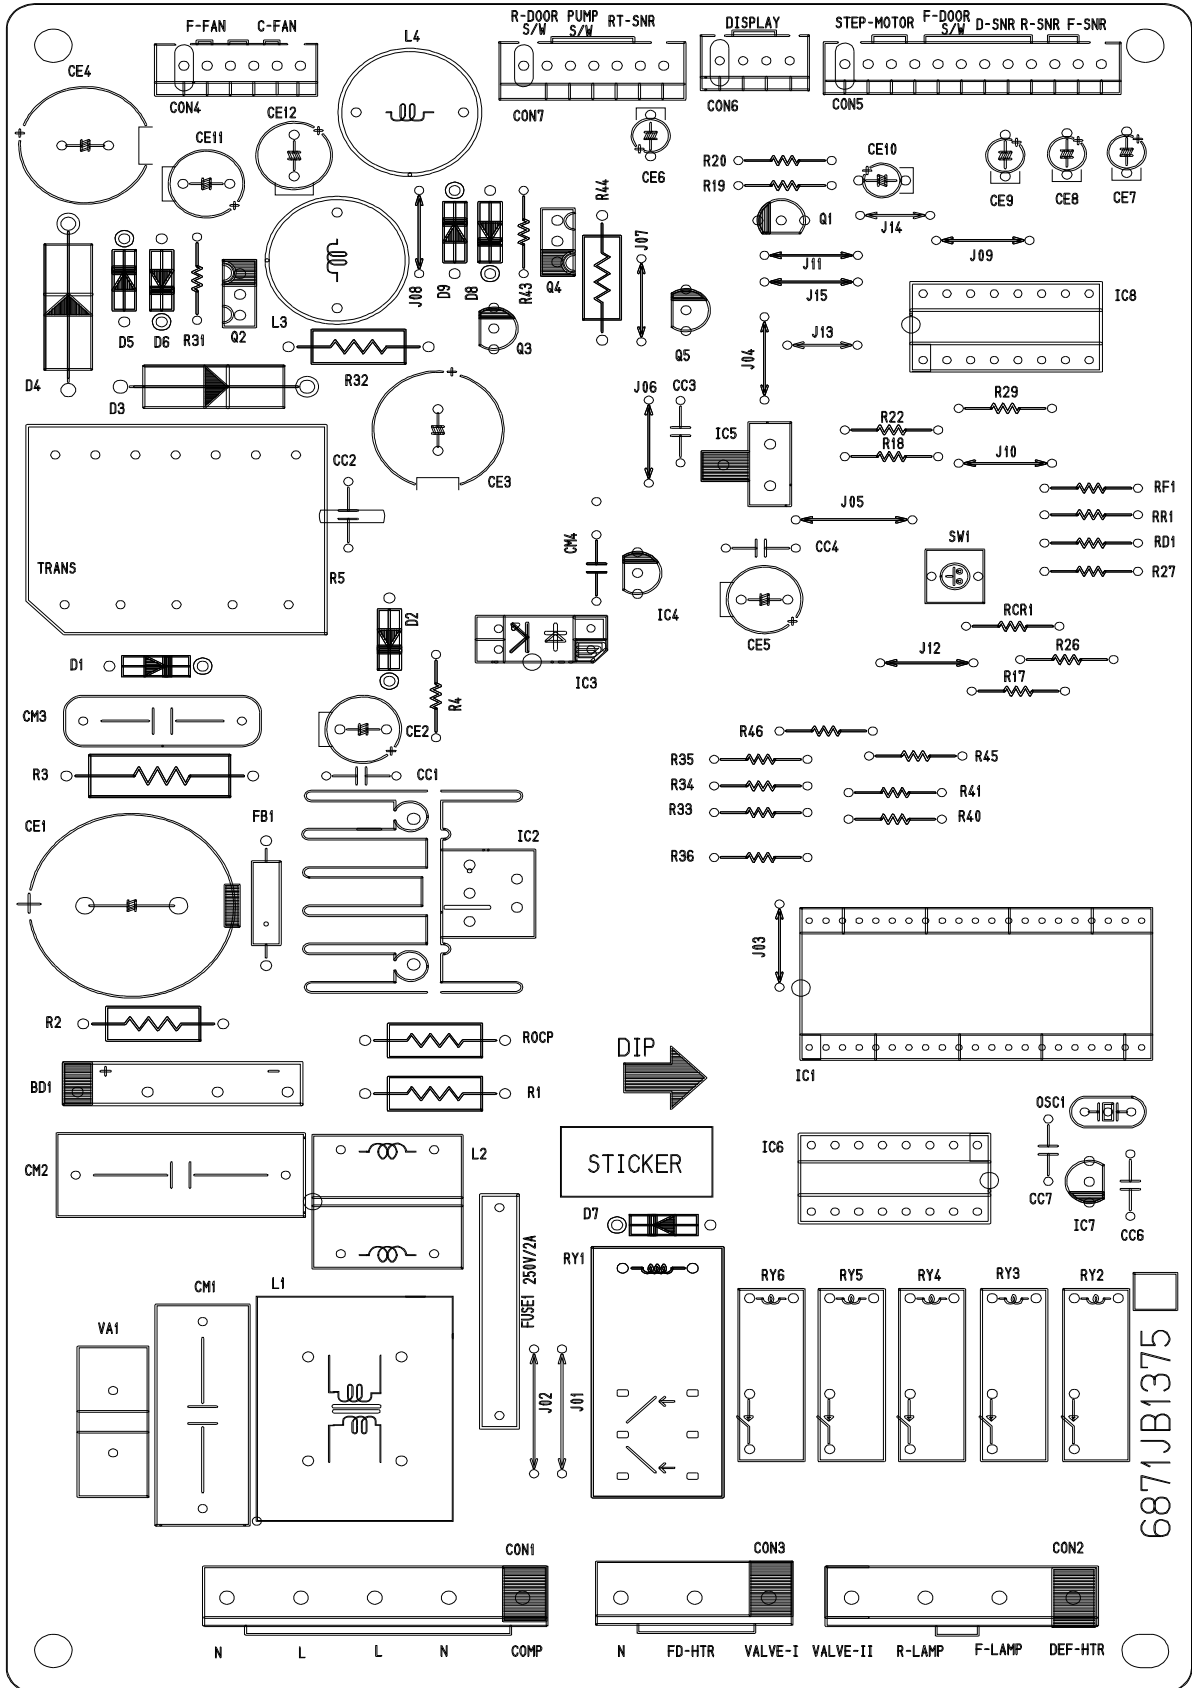 F-FAN C-FAN L4 R-DOOR S/W PUMP S/W RT-SNR DISPLAY STEP-MOTOR F-DOOR S/W D-SNR R-SNR F-SNR
CE4
CON4 CE12 CON7 CON6 CON5
CE11 CE10
R20
CE6
R19 CE9 CE8 CE7
R44 Q1
J14
J07 J09
J11
J08 D9 D8 R43 Q4 J15 IC8
L3
D5 D6 R31 Q2 Q3 Q5 J04 J13
D4 R32 J06 CC3
D3 R29
R22
IC5
R18
CC2 J10
CE3 RF1
J05
RR1
CM4 CC4 SW1 RD1
TRANS R5 R27
D2 IC4 RCR1
CE5
D1 J12 R26
IC3 R17
CM3 R4
CE2 R46
R35 R45
R3 CC1
R34 R41
R33 R40
CE1 FB1
IC2
R36
J03
R2 ROCP
DIP
IC1
+ −
BD1 R1
OSC1
CM2 L2 STICKER IC6
CC7 IC7 CC6
D7
FUSE1 250V/2A
RY1
CM1 L1 RY6 RY5 RY4 RY3 RY2
VA1
J02 J01
6871JB1375
CON1 CON3 CON2
N L L N COMP N FD-HTR VALVE-I VALVE-II R-LAMP F-LAMP DEF-HTR